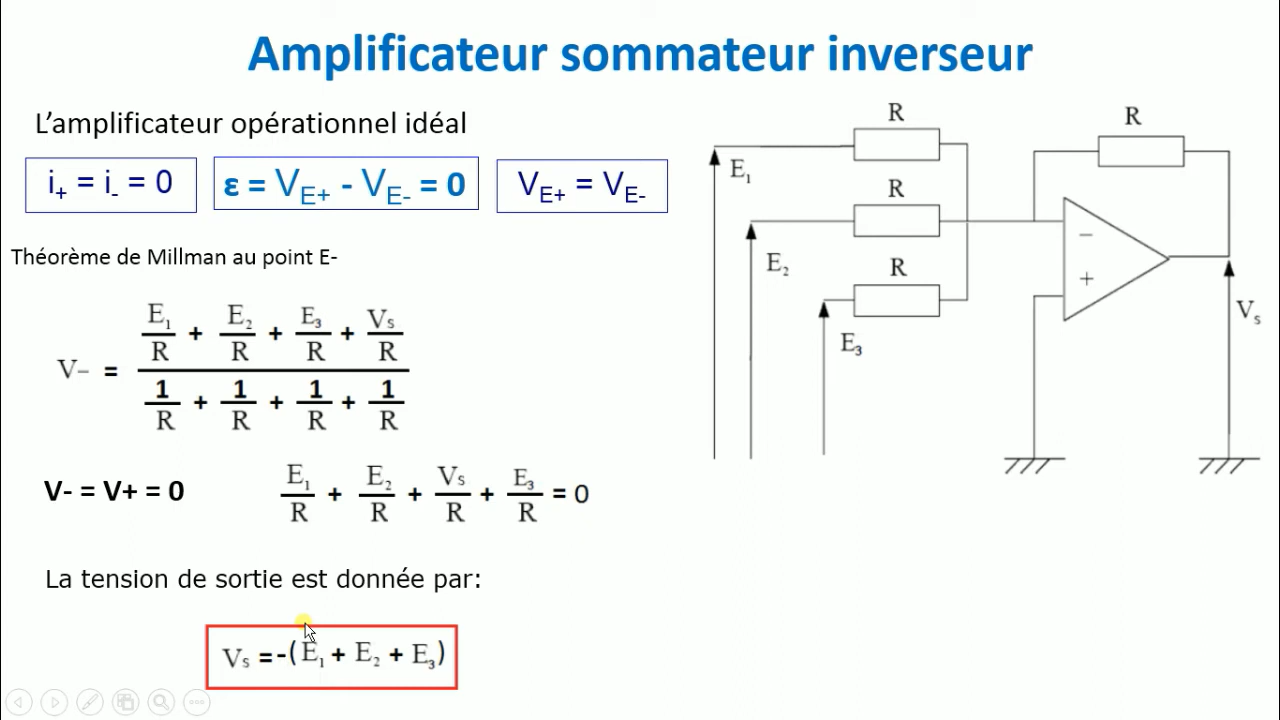 Amplificateur sommateur inverseur
L’amplificateur opérationnel idéal
i+ = i- = 0
ε = VE+ - VE- = 0
VE+ = VE-
Théorème de Millman au point E-
V− =
E1/R + E2/R + E3/R + Vs/R
1/R + 1/R + 1/R + 1/R
V- = V+ = 0
E1/R + E2/R + Vs/R + E3/R = 0
La tension de sortie est donnée par:
Vs =-(E1 + E2 + E3)
R
R
E1
R
E2
R
E3
−
+
Vs